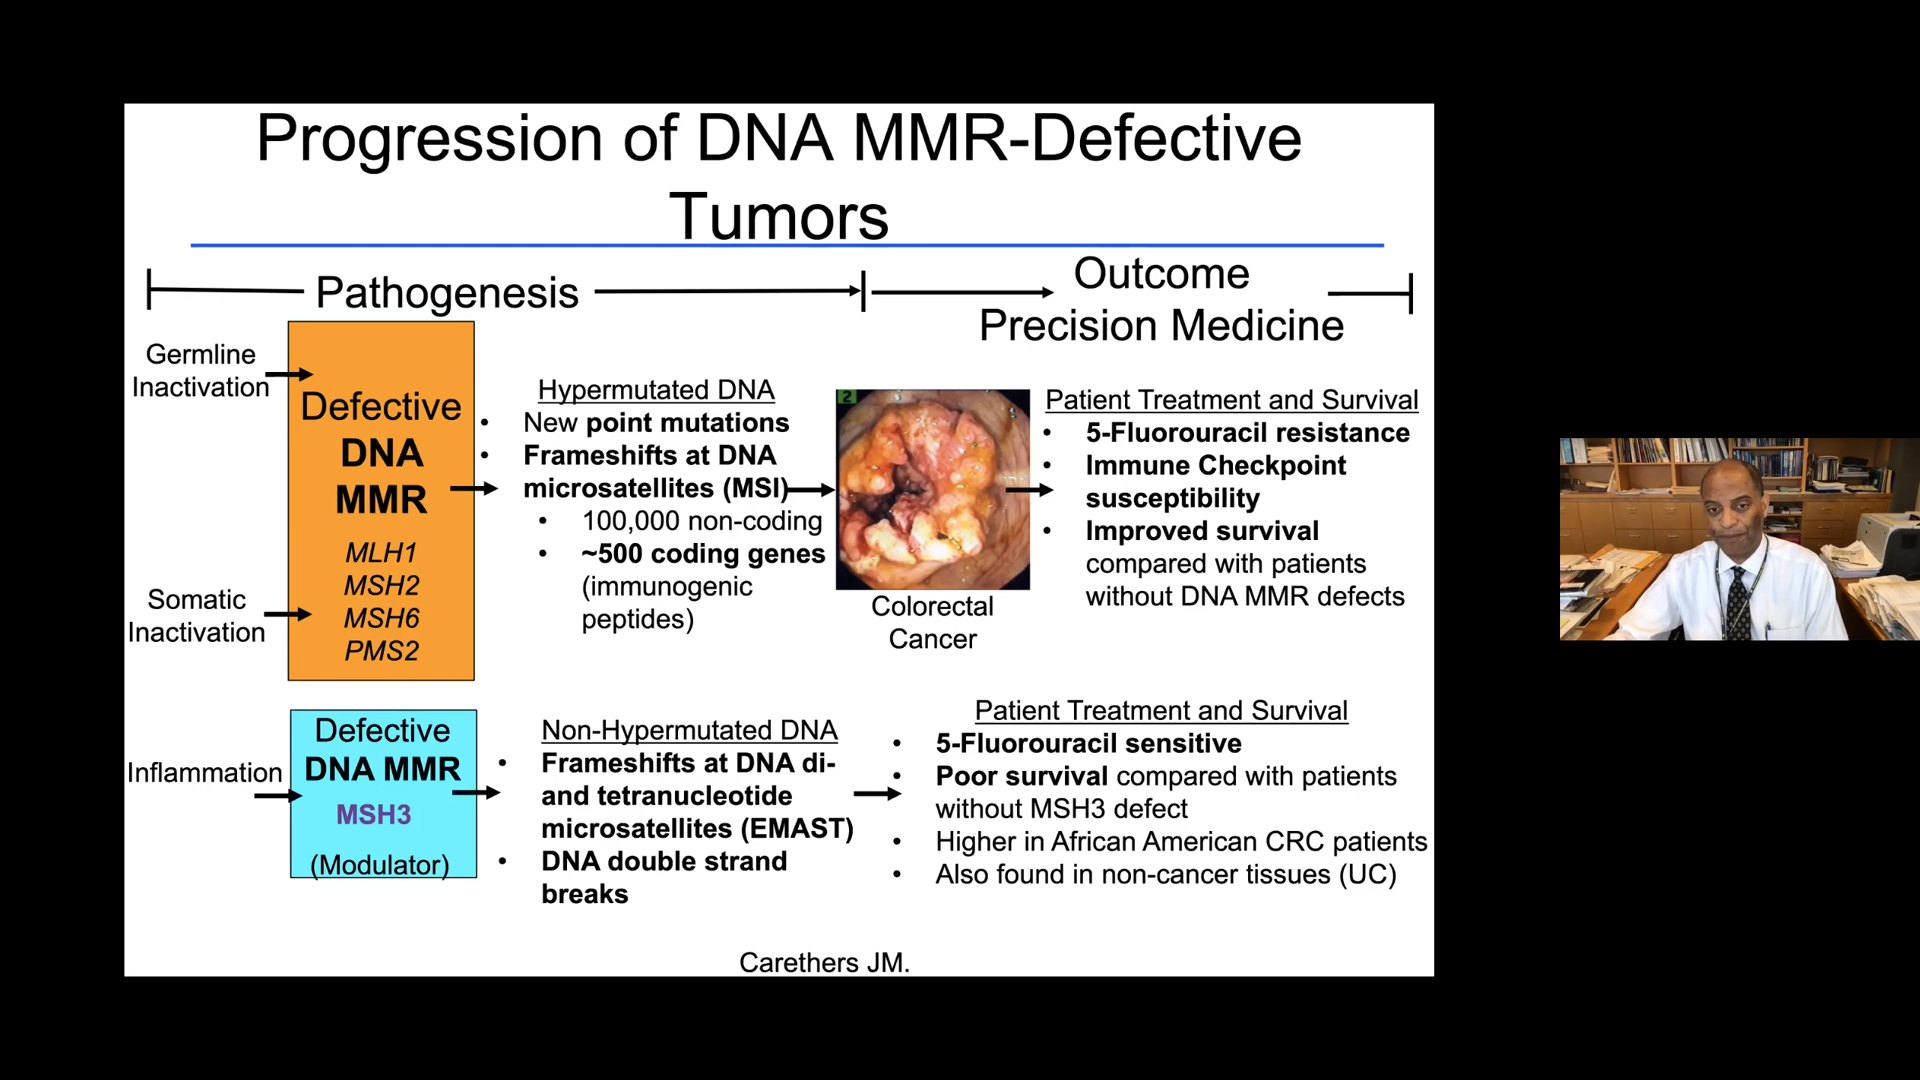 Progression of DNA MMR-Defective
Tumors
Pathogenesis
Outcome
Precision Medicine
Germline
Inactivation
Somatic
Inactivation
Defective
DNA
MMR
MLH1
MSH2
MSH6
PMS2
Hypermutated DNA
• New point mutations
• Frameshifts at DNA
microsatellites (MSI)
• 100,000 non-coding
• ~500 coding genes
(immunogenic
peptides)
2
Colorectal
Cancer
Patient Treatment and Survival
• 5-Fluorouracil resistance
• Immune Checkpoint
susceptibility
• Improved survival
compared with patients
without DNA MMR defects
Inflammation
Defective
DNA MMR
MSH3
(Modulator)
Non-Hypermutated DNA
• Frameshifts at DNA di-
and tetranucleotide
microsatellites (EMAST)
• DNA double strand
breaks
Patient Treatment and Survival
• 5-Fluorouracil sensitive
• Poor survival compared with patients
without MSH3 defect
• Higher in African American CRC patients
• Also found in non-cancer tissues (UC)
Carethers JM.